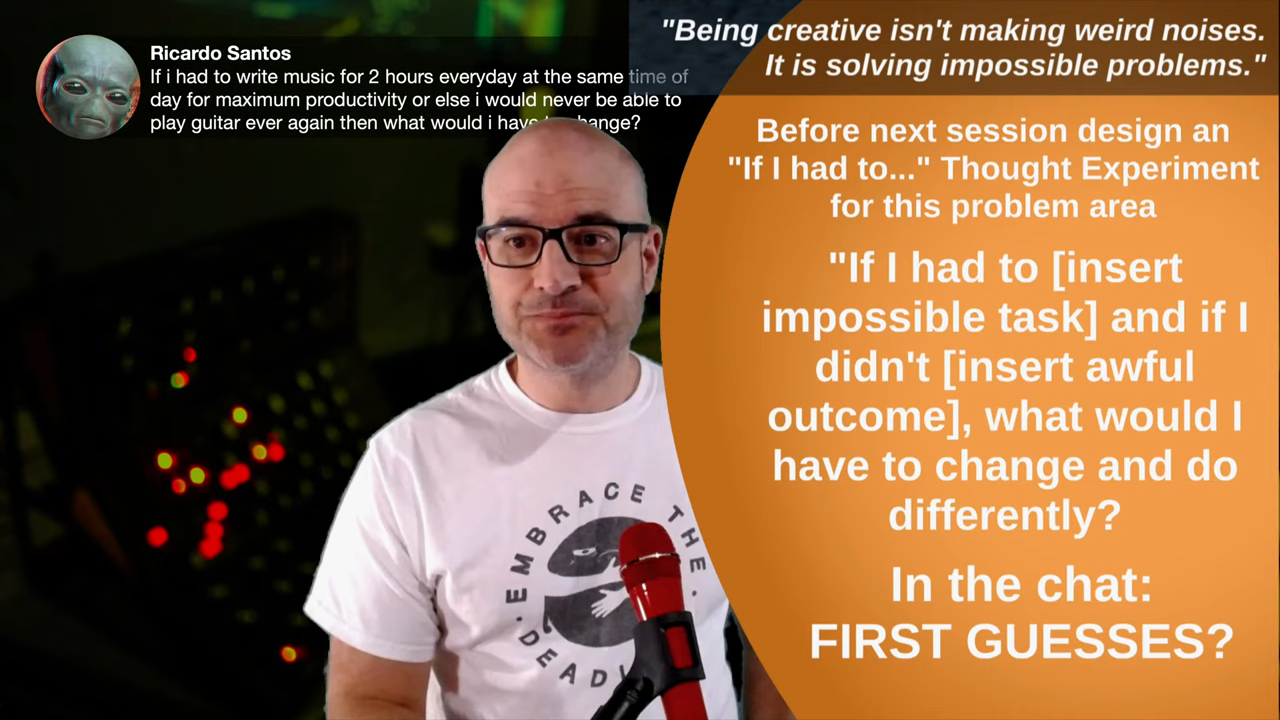 Ricardo Santos
If i had to write music for 2 hours everyday at the same time of
day for maximum productivity or else i would never be able to
play guitar ever again then what would i have change?
"Being creative isn't making weird noises.
It is solving impossible problems."
Before next session design an
"If I had to..." Thought Experiment
for this problem area
"If I had to [insert
impossible task] and if I
didn't [insert awful
outcome], what would I
have to change and do
differently?
In the chat:
FIRST GUESSES?
EMBRACE THE